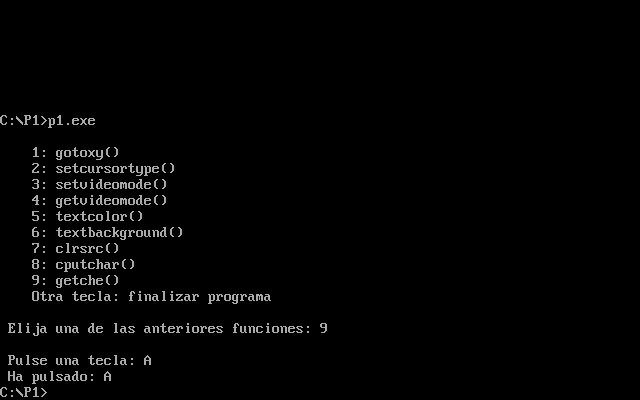 C:\P1>p1.exe
1: gotoxy()
2: setcursortype()
3: setvideomode()
4: getvideomode()
5: textcolor()
6: textbackground()
7: clrsrc()
8: cputchar()
9: getche()
Otra tecla: finalizar programa
Elija una de las anteriores funciones: 9
Pulse una tecla: A
Ha pulsado: A
C:\P1>